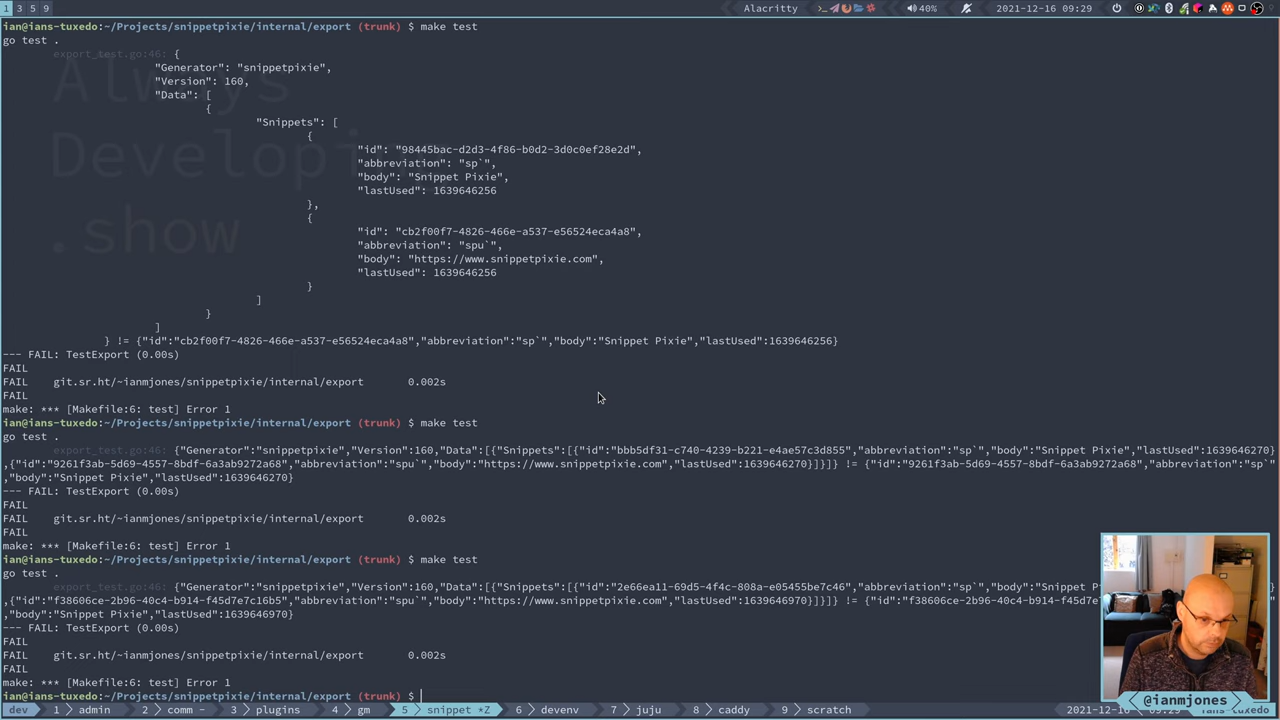 1 3 5 9 Alacritty 40% 2021-12-16 09:29
ian@ians-tuxedo:~/Projects/snippetpixie/internal/export (trunk) $ make test
go test .
export_test.go:46: {
"Generator": "snippetpixie",
"Version": 160,
"Data": [
{
"Snippets": [
{
"id": "98445bac-d2d3-4f86-b0d2-3d0c0ef28e2d",
"abbreviation": "sp`",
"body": "Snippet Pixie",
"lastUsed": 1639646256
},
{
"id": "cb2f00f7-4826-466e-a537-e56524eca4a8",
"abbreviation": "spu`",
"body": "https://www.snippetpixie.com",
"lastUsed": 1639646256
}
]
}
]
} != {"id":"cb2f00f7-4826-466e-a537-e56524eca4a8","abbreviation":"sp`","body":"Snippet Pixie","lastUsed":1639646256}
--- FAIL: TestExport (0.00s)
FAIL
FAIL git.sr.ht/~ianmjones/snippetpixie/internal/export 0.002s
FAIL
make: *** [Makefile:6: test] Error 1
ian@ians-tuxedo:~/Projects/snippetpixie/internal/export (trunk) $ make test
go test .
export_test.go:46: {"Generator":"snippetpixie","Version":160,"Data":[{"Snippets":[{"id":"bbb5df31-c740-4239-b221-e4ae57c3d855","abbreviation":"sp`","body":"Snippet Pixie","lastUsed":1639646270}
,{"id":"9261f3ab-5d69-4557-8bdf-6a3ab9272a68","abbreviation":"spu`","body":"https://www.snippetpixie.com","lastUsed":1639646270}]}]} != {"id":"9261f3ab-5d69-4557-8bdf-6a3ab9272a68","abbreviation":"sp`"
,"body":"Snippet Pixie","lastUsed":1639646270}
--- FAIL: TestExport (0.00s)
FAIL
FAIL git.sr.ht/~ianmjones/snippetpixie/internal/export 0.002s
FAIL
make: *** [Makefile:6: test] Error 1
ian@ians-tuxedo:~/Projects/snippetpixie/internal/export (trunk) $ make test
go test .
export_test.go:46: {"Generator":"snippetpixie","Version":160,"Data":[{"Snippets":[{"id":"2e66ea11-69d5-4f4c-808a-e05455be7c46","abbreviation":"sp`","body":"Snippet P
,{"id":"f38606ce-2b96-40c4-b914-f45d7e7c16b5","abbreviation":"spu`","body":"https://www.snippetpixie.com","lastUsed":1639646970}]}]} != {"id":"f38606ce-2b96-40c4-b914-f45d7e
,"body":"Snippet Pixie","lastUsed":1639646970}
--- FAIL: TestExport (0.00s)
FAIL
FAIL git.sr.ht/~ianmjones/snippetpixie/internal/export 0.002s
FAIL
make: *** [Makefile:6: test] Error 1
ian@ians-tuxedo:~/Projects/snippetpixie/internal/export (trunk) $
Always
Developi
.show
@ianmjones
dev 1 admin 2 comm - 3 plugins 4 gm 5 snippet *Z 6 devenv 7 juju 8 caddy 9 scratch 2021-12-16 09:29